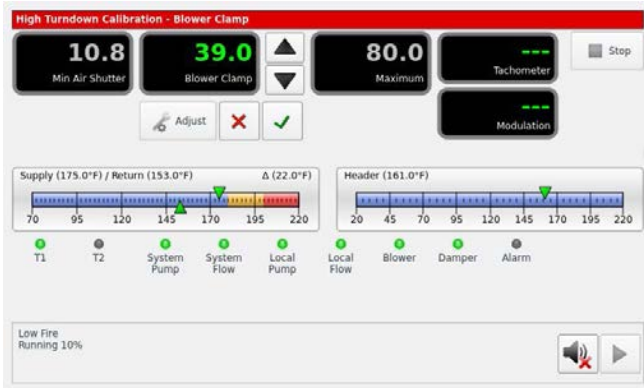 High Turndown Calibration - Blower Clamp
10.8
Min Air Shutter
39.0
Blower Clamp
80.0
Maximum
---
Tachometer
Stop
Adjust
---
Modulation
Supply (175.0°F) / Return (153.0°F) Δ (22.0°F)
70 95 120 145 170 195 220
Header (161.0°F)
20 45 70 95 120 145 170 195 220
T1
T2
System
Pump
System
Flow
Local
Pump
Local
Flow
Blower
Damper
Alarm
Low Fire
Running 10%